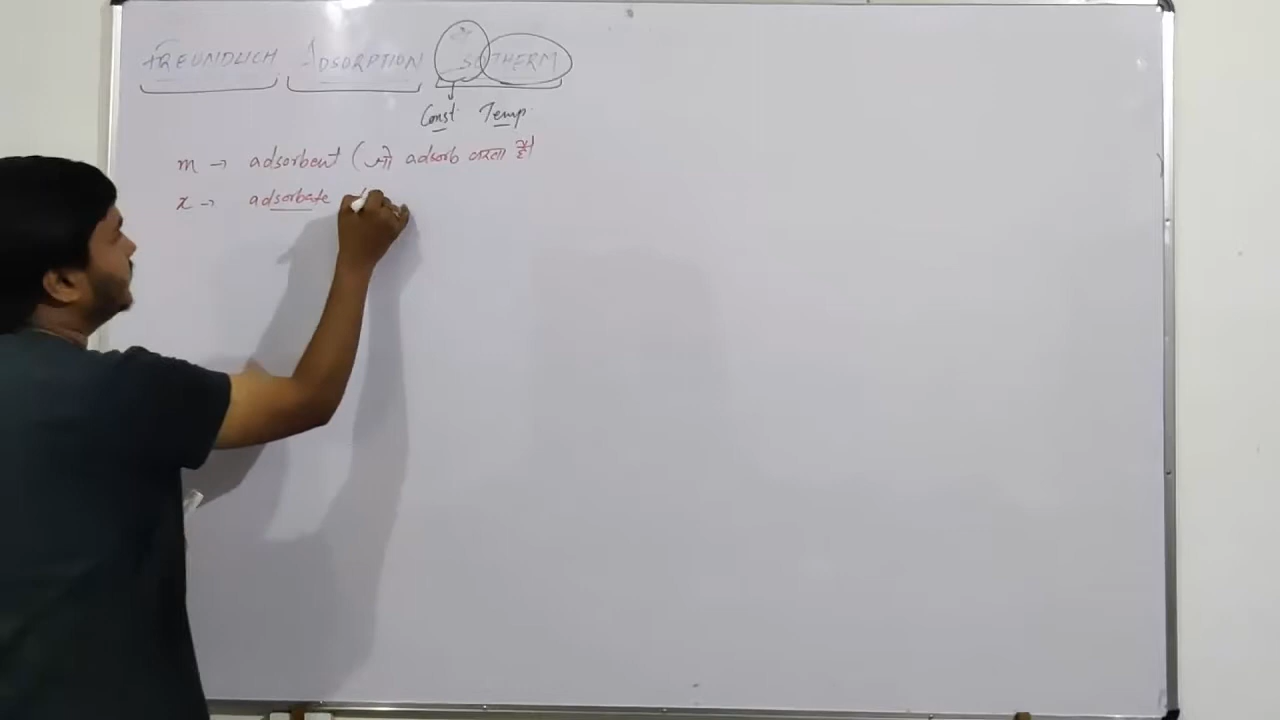 FREUNDLICH ADSORPTION ISOTHERM
Const. Temp.
m → adsorbent (जो adsorb करता है)
x → adsorbate